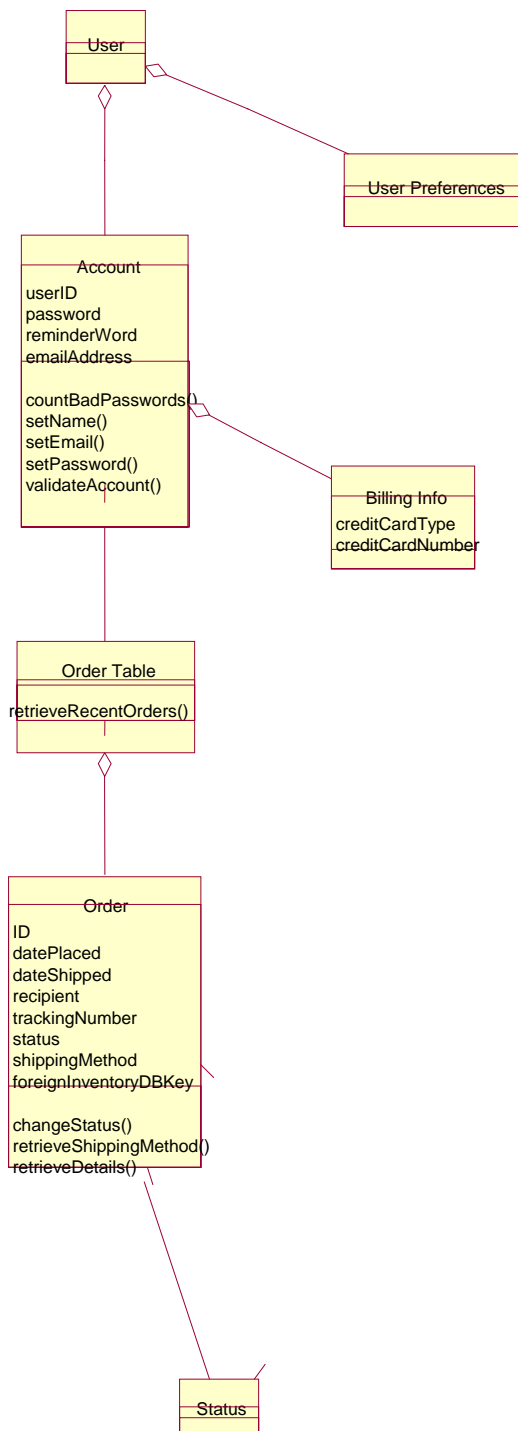 User
User Preferences
Account
userID
password
reminderWord
emailAddress
countBadPasswords()
setName()
setEmail()
setPassword()
validateAccount()
Billing Info
creditCardType
creditCardNumber
Order Table
retrieveRecentOrders()
Order
ID
datePlaced
dateShipped
recipient
trackingNumber
status
shippingMethod
foreignInventoryDBKey
changeStatus()
retrieveShippingMethod()
retrieveDetails()
Status